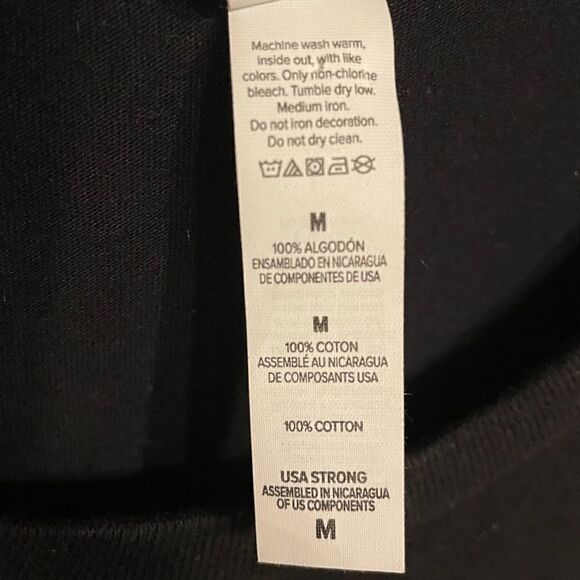 Machine wash warm,
inside out, with like
colors. Only non-chlorine
bleach. Tumble dry low.
Medium iron.
Do not iron decoration.
Do not dry clean.
M
100% ALGODÓN
ENSAMBLADO EN NICARAGUA
DE COMPONENTES DE USA
M
100% COTON
ASSEMBLÉ AU NICARAGUA
DE COMPOSANTS USA
100% COTTON
USA STRONG
ASSEMBLED IN NICARAGUA
OF US COMPONENTS
M